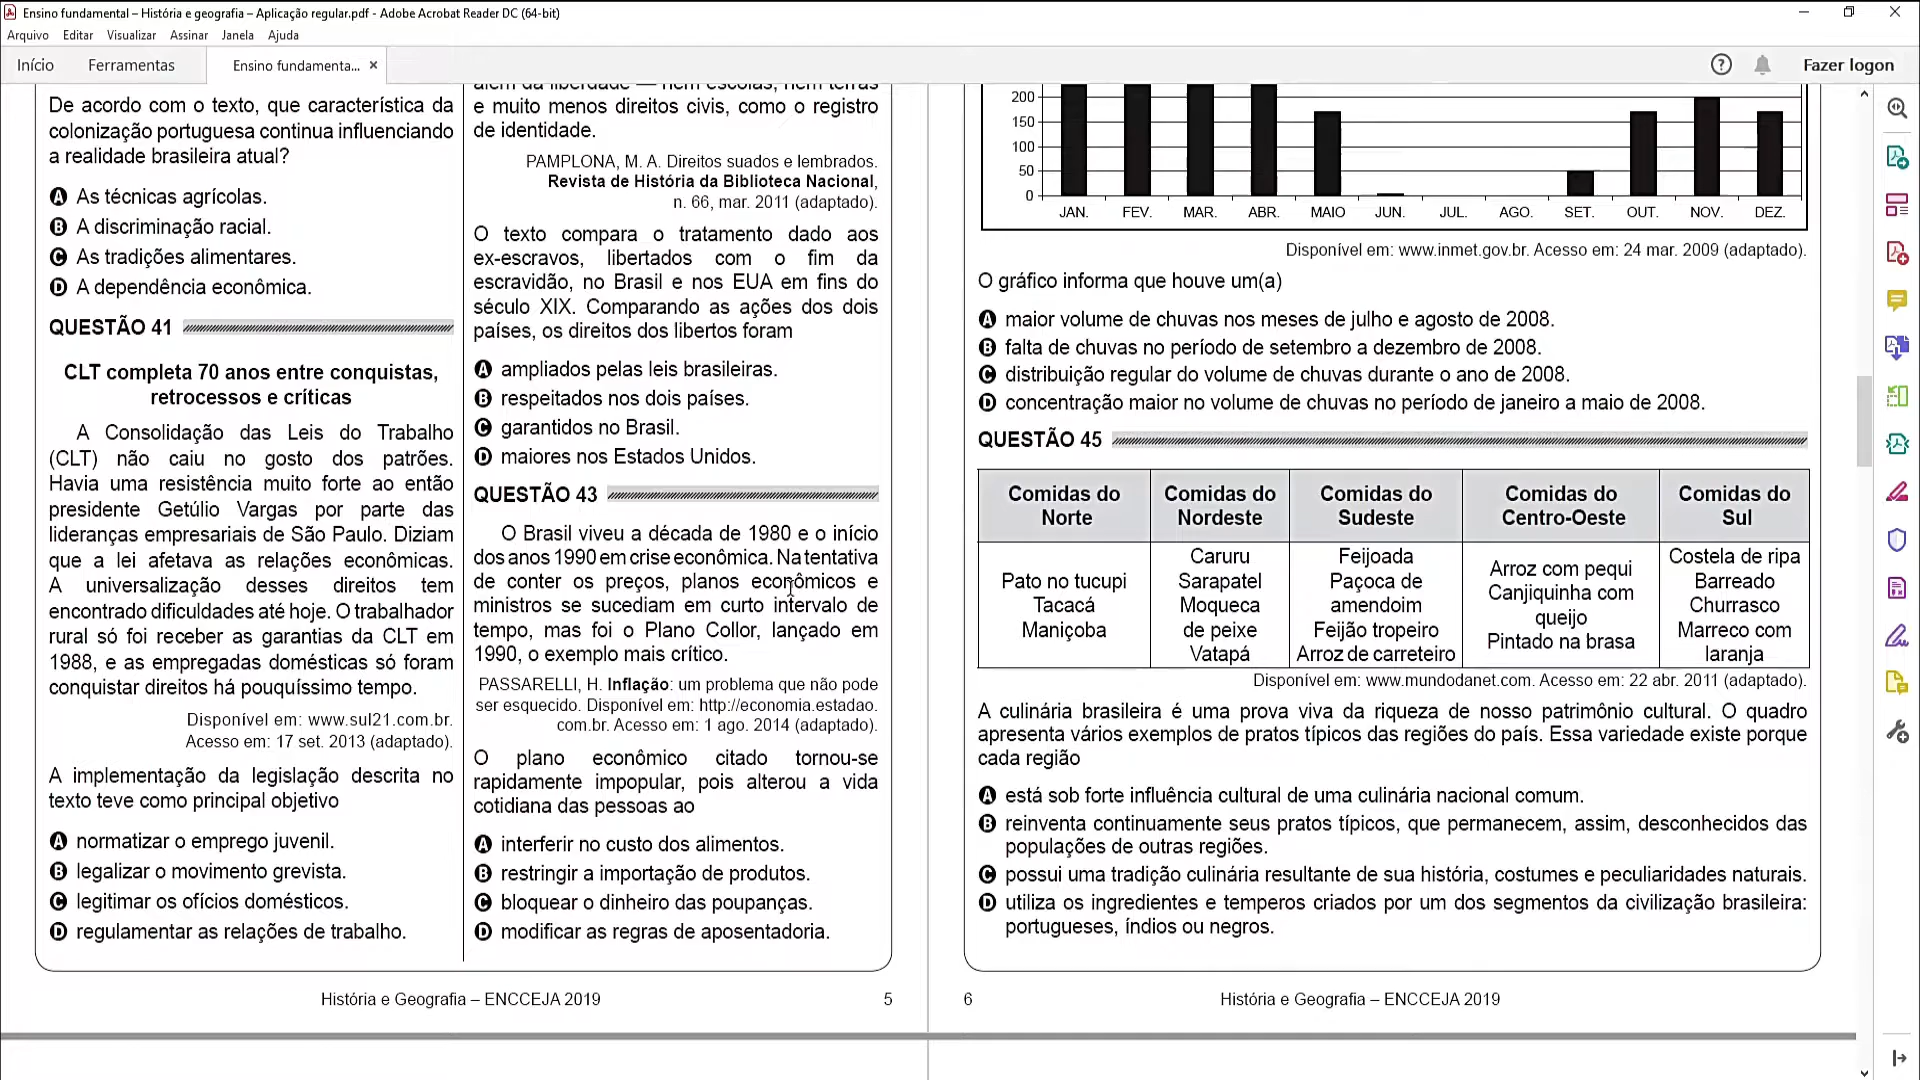 Ensino fundamental – História e geografia – Aplicação regular.pdf - Adobe Acrobat Reader DC (64-bit)
Arquivo Editar Visualizar Assinar Janela Ajuda
Início Ferramentas Ensino fundamenta... × Fazer logon
De acordo com o texto, que característica da
colonização portuguesa continua influenciando
a realidade brasileira atual?
A As técnicas agrícolas.
B A discriminação racial.
C As tradições alimentares.
D A dependência econômica.
QUESTÃO 41
CLT completa 70 anos entre conquistas,
retrocessos e críticas
A Consolidação das Leis do Trabalho
(CLT) não caiu no gosto dos patrões.
Havia uma resistência muito forte ao então
presidente Getúlio Vargas por parte das
lideranças empresariais de São Paulo. Diziam
que a lei afetava as relações econômicas.
A universalização desses direitos tem
encontrado dificuldades até hoje. O trabalhador
rural só foi receber as garantias da CLT em
1988, e as empregadas domésticas só foram
conquistar direitos há pouquíssimo tempo.
Disponível em: www.sul21.com.br.
Acesso em: 17 set. 2013 (adaptado).
A implementação da legislação descrita no
texto teve como principal objetivo
A normatizar o emprego juvenil.
B legalizar o movimento grevista.
C legitimar os ofícios domésticos.
D regulamentar as relações de trabalho.
além da liberdade — nem escolas, nem terras
e muito menos direitos civis, como o registro
de identidade.
PAMPLONA, M. A. Direitos suados e lembrados.
Revista de História da Biblioteca Nacional,
n. 66, mar. 2011 (adaptado).
O texto compara o tratamento dado aos
ex-escravos, libertados com o fim da
escravidão, no Brasil e nos EUA em fins do
século XIX. Comparando as ações dos dois
países, os direitos dos libertos foram
A ampliados pelas leis brasileiras.
B respeitados nos dois países.
C garantidos no Brasil.
D maiores nos Estados Unidos.
QUESTÃO 43
O Brasil viveu a década de 1980 e o início
dos anos 1990 em crise econômica. Na tentativa
de conter os preços, planos econômicos e
ministros se sucediam em curto intervalo de
tempo, mas foi o Plano Collor, lançado em
1990, o exemplo mais crítico.
PASSARELLI, H. Inflação: um problema que não pode
ser esquecido. Disponível em: http://economia.estadao.
com.br. Acesso em: 1 ago. 2014 (adaptado).
O plano econômico citado tornou-se
rapidamente impopular, pois alterou a vida
cotidiana das pessoas ao
A interferir no custo dos alimentos.
B restringir a importação de produtos.
C bloquear o dinheiro das poupanças.
D modificar as regras de aposentadoria.
História e Geografia – ENCCEJA 2019 5
200
150
100
50
0
JAN. FEV. MAR. ABR. MAIO JUN. JUL. AGO. SET. OUT. NOV. DEZ.
Disponível em: www.inmet.gov.br. Acesso em: 24 mar. 2009 (adaptado).
O gráfico informa que houve um(a)
A maior volume de chuvas nos meses de julho e agosto de 2008.
B falta de chuvas no período de setembro a dezembro de 2008.
C distribuição regular do volume de chuvas durante o ano de 2008.
D concentração maior no volume de chuvas no período de janeiro a maio de 2008.
QUESTÃO 45
Comidas do
Norte
Comidas do
Nordeste
Comidas do
Sudeste
Comidas do
Centro-Oeste
Comidas do
Sul
Pato no tucupi
Tacacá
Maniçoba
Caruru
Sarapatel
Moqueca
de peixe
Vatapá
Feijoada
Paçoca de
amendoim
Feijão tropeiro
Arroz de carreteiro
Arroz com pequi
Canjiquinha com
queijo
Pintado na brasa
Costela de ripa
Barreado
Churrasco
Marreco com
laranja
Disponível em: www.mundodanet.com. Acesso em: 22 abr. 2011 (adaptado).
A culinária brasileira é uma prova viva da riqueza de nosso patrimônio cultural. O quadro
apresenta vários exemplos de pratos típicos das regiões do país. Essa variedade existe porque
cada região
A está sob forte influência cultural de uma culinária nacional comum.
B reinventa continuamente seus pratos típicos, que permanecem, assim, desconhecidos das
populações de outras regiões.
C possui uma tradição culinária resultante de sua história, costumes e peculiaridades naturais.
D utiliza os ingredientes e temperos criados por um dos segmentos da civilização brasileira:
portugueses, índios ou negros.
6 História e Geografia – ENCCEJA 2019